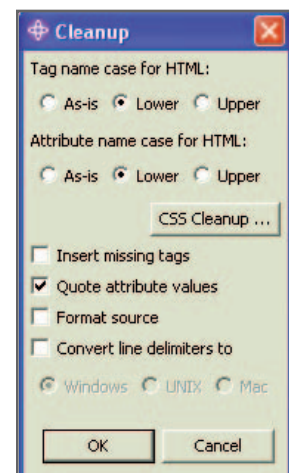 Cleanup
Tag name case for HTML:
As-is Lower Upper
Attribute name case for HTML:
As-is Lower Upper
CSS Cleanup ...
Insert missing tags
Quote attribute values
Format source
Convert line delimiters to
Windows UNIX Mac
OK Cancel